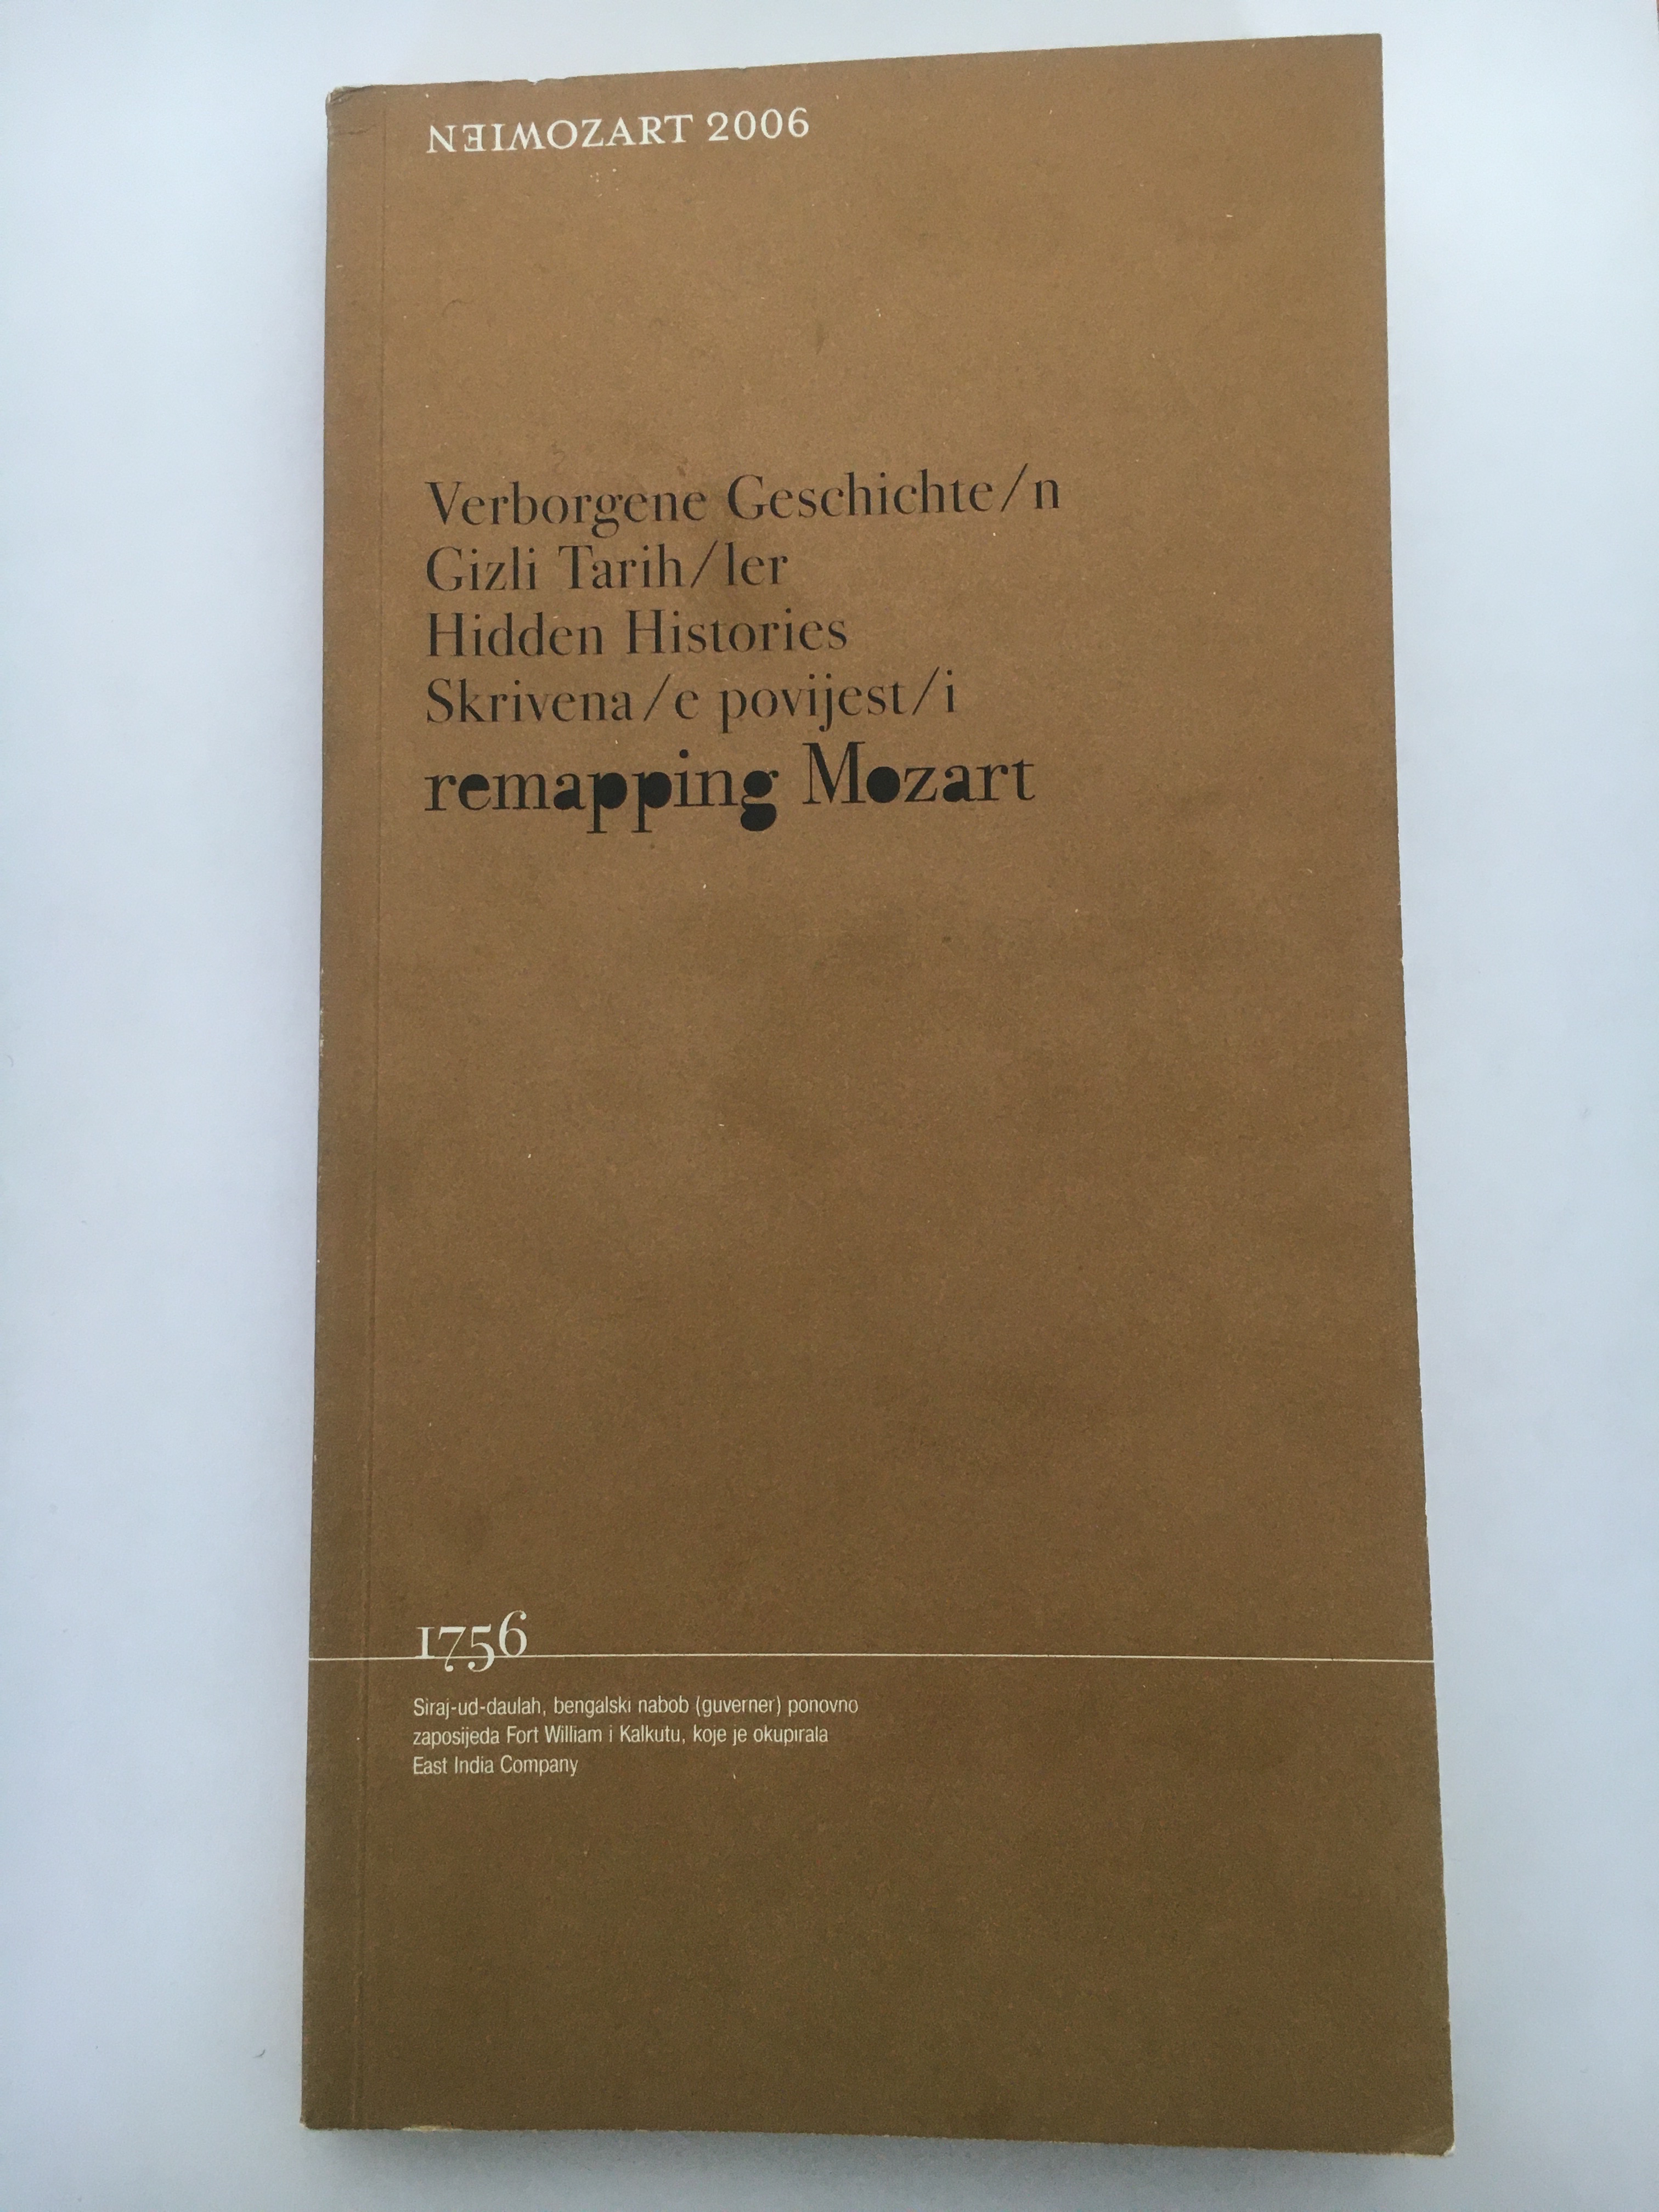 NEIWMOZART 2006
Verborgene Geschichte/n
Gizli Tarih/ler
Hidden Histories
Skrivena/e povijest/i
remapping Mozart
1756
Siraj-ud-daulah, bengalski nabob (guverner) ponovno
zaposijeda Fort William i Kalkutu, koje je okupirala
East India Company